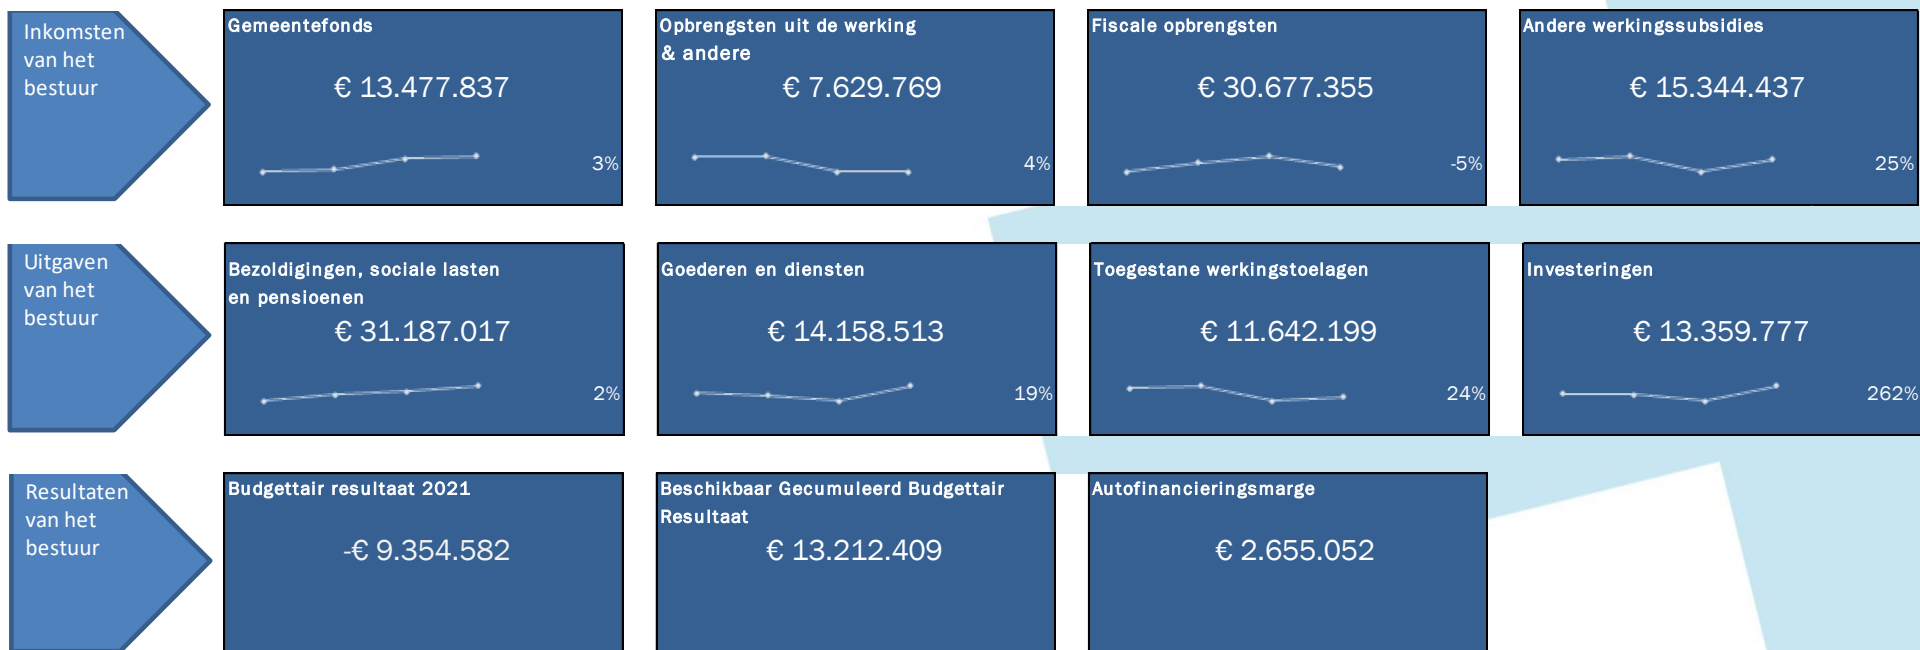 Inkomsten
van het
bestuur
Gemeentefonds
€ 13.477.837
3%
Opbrengsten uit de werking
& andere
€ 7.629.769
4%
Fiscale opbrengsten
€ 30.677.355
-5%
Andere werkingssubsidies
€ 15.344.437
25%
Uitgaven
van het
bestuur
Bezoldigingen, sociale lasten
en pensioenen
€ 31.187.017
2%
Goederen en diensten
€ 14.158.513
19%
Toegestane werkingstoelagen
€ 11.642.199
24%
Investeringen
€ 13.359.777
262%
Resultaten
van het
bestuur
Budgettair resultaat 2021
-€ 9.354.582
Beschikbaar Gecumuleerd Budgettair
Resultaat
€ 13.212.409
Autofinancieringsmarge
€ 2.655.052